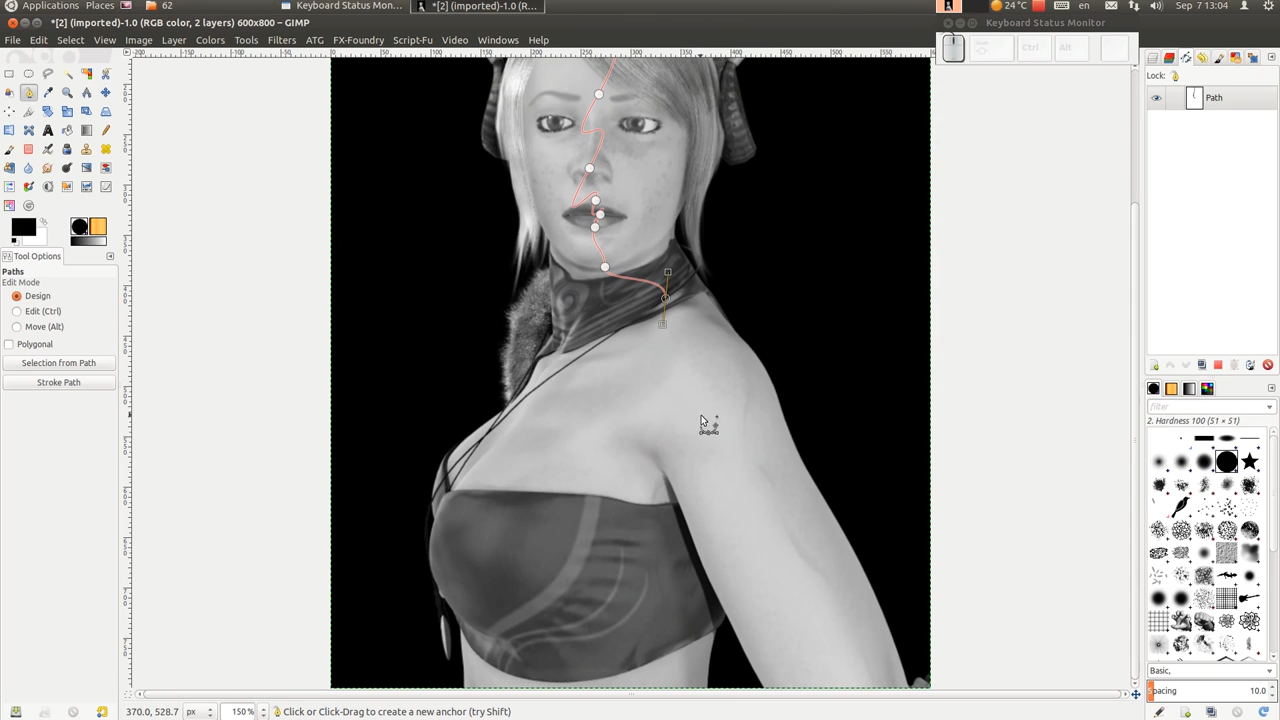 Applications Places 62 Keyboard Status Mon... *2] (imported)-1.0 (R... 24 °C Sep 7 13:04
*[2] (imported)-1.0 (RGB color, 2 layers) 600x800 – GIMP
Keyboard Status Monitor
File Edit Select View Image Layer Colors Tools Filters ATG FX-Foundry Script-Fu Video Windows Help
Ctrl Alt
Lock:
Path
Tool Options
Paths
Edit Mode
Design
Edit (Ctrl)
Move (Alt)
Polygonal
Selection from Path
Stroke Path
filter
2. Hardness 100 (51 × 51)
Basic,
Spacing 10.0
370.0, 528.7 px 150% Click or Click-Drag to create a new anchor (try Shift)